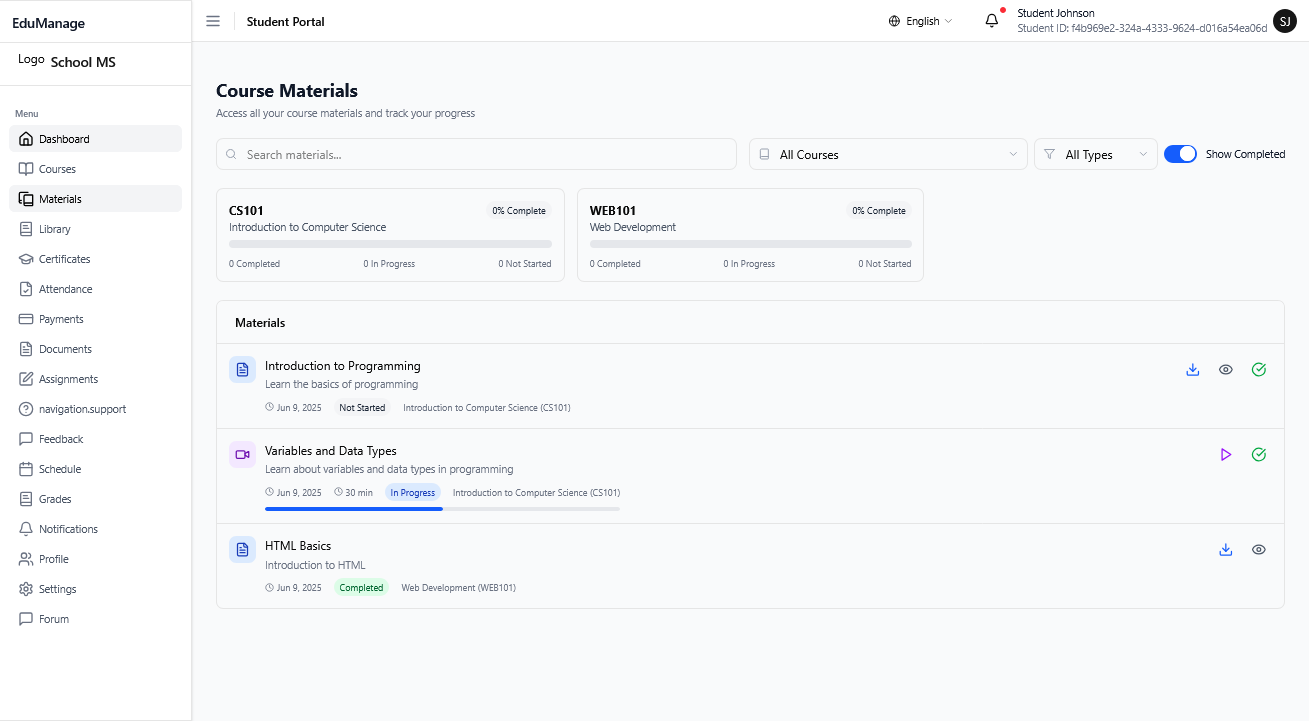 EduManage
Logo School MS
Menu
Dashboard
Courses
Materials
Library
Certificates
Attendance
Payments
Documents
Assignments
navigation.support
Feedback
Schedule
Grades
Notifications
Profile
Settings
Forum
Student Portal
English
Student Johnson
Student ID: f4b969e2-324a-4333-9624-d016a54ea06d
SJ
Course Materials
Access all your course materials and track your progress
Search materials...
All Courses
All Types
Show Completed
CS101
0% Complete
Introduction to Computer Science
0 Completed 0 In Progress 0 Not Started
WEB101
0% Complete
Web Development
0 Completed 0 In Progress 0 Not Started
Materials
Introduction to Programming
Learn the basics of programming
Jun 9, 2025 Not Started Introduction to Computer Science (CS101)
Variables and Data Types
Learn about variables and data types in programming
Jun 9, 2025 30 min In Progress Introduction to Computer Science (CS101)
HTML Basics
Introduction to HTML
Jun 9, 2025 Completed Web Development (WEB101)